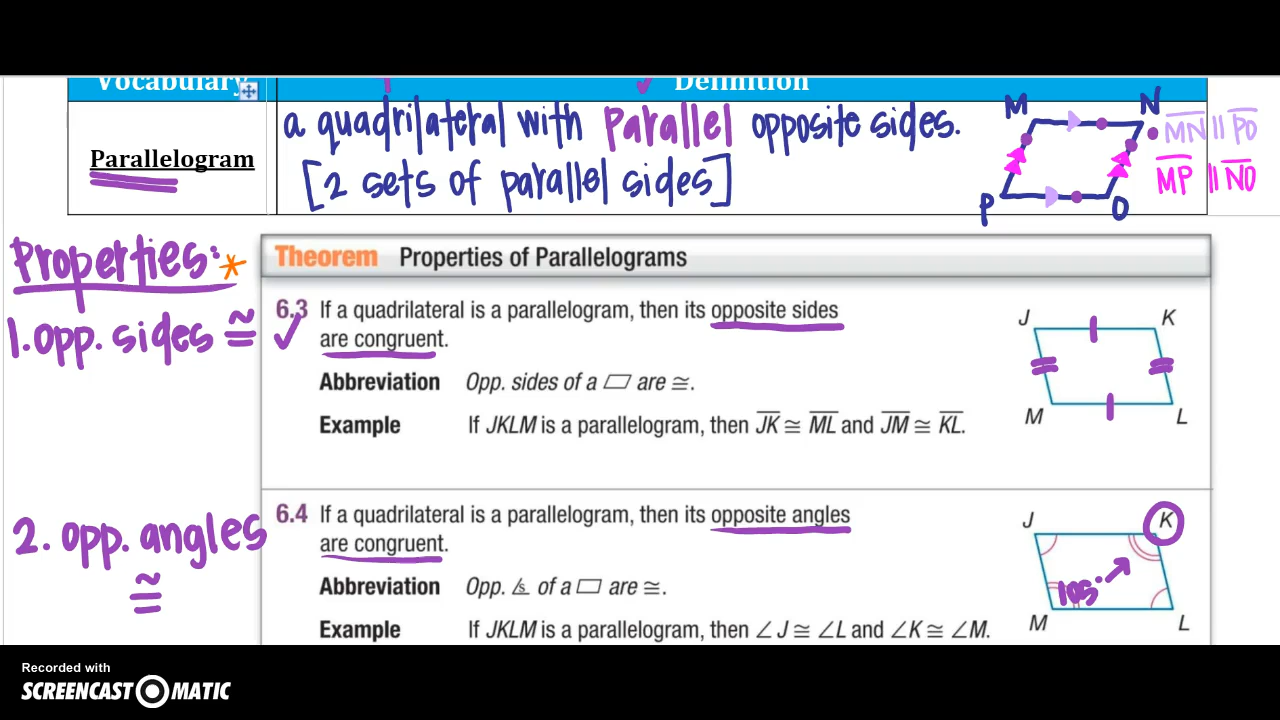 Vocabulary Definition
Parallelogram
a quadrilateral with Parallel opposite sides.
[2 sets of parallel sides]
M N
P O
MN || PO
MP || NO
Properties: *
1. opp. sides ≅ ✓
Theorem Properties of Parallelograms
6.3 If a quadrilateral is a parallelogram, then its opposite sides
are congruent.
Abbreviation Opp. sides of a ▱ are ≅.
Example If JKLM is a parallelogram, then JK ≅ ML and JM ≅ KL.
J K
M L
2. opp. angles
≅
6.4 If a quadrilateral is a parallelogram, then its opposite angles
are congruent.
Abbreviation Opp. ∠s of a ▱ are ≅.
Example If JKLM is a parallelogram, then ∠J ≅ ∠L and ∠K ≅ ∠M.
J K
105°
M L
Recorded with
SCREENCAST-O-MATIC